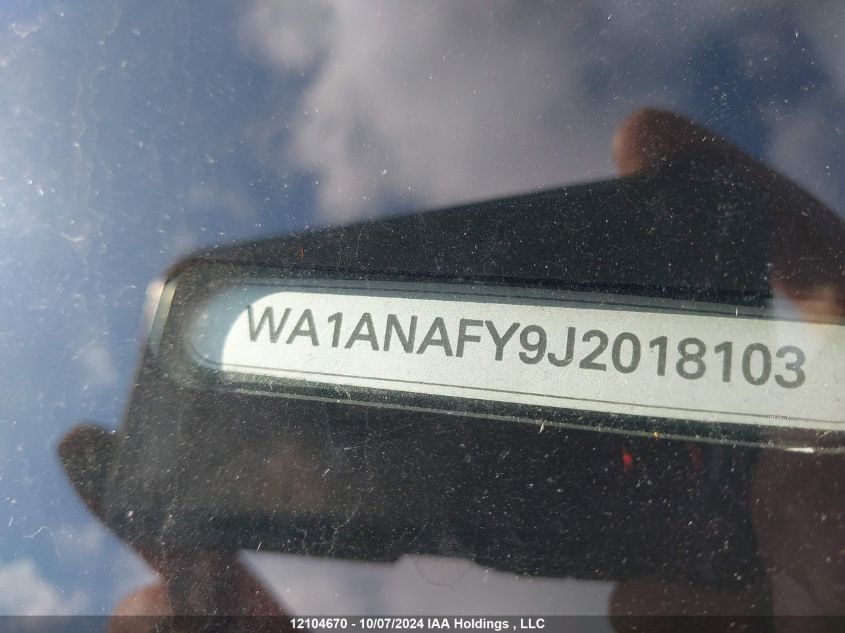 WA1ANAFY9J2018103
12104670 - 10/07/2024 IAA Holdings , LLC